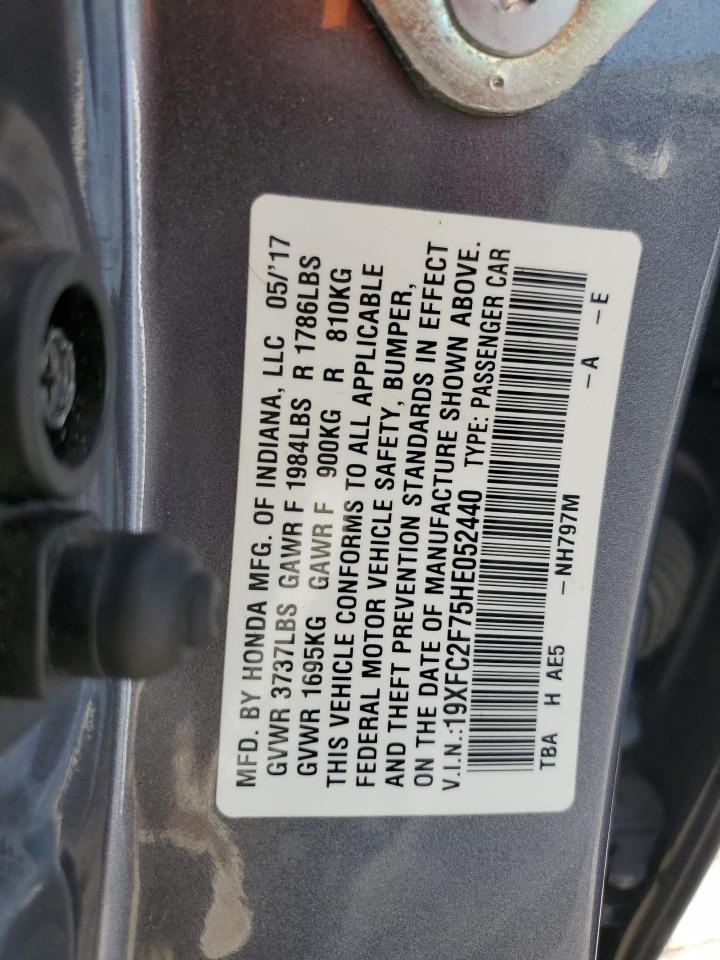 MFD. BY HONDA MFG. OF INDIANA, LLC 05/'17
GVWR 3737LBS GAWR F 1984LBS R 1786LBS
GVWR 1695KG GAWR F 900KG R 810KG
THIS VEHICLE CONFORMS TO ALL APPLICABLE
FEDERAL MOTOR VEHICLE SAFETY, BUMPER,
AND THEFT PREVENTION STANDARDS IN EFFECT
ON THE DATE OF MANUFACTURE SHOWN ABOVE.
V.I.N.:19XFC2F75HE052440 TYPE: PASSENGER CAR
TBA H AE5 – NH797M – A – E